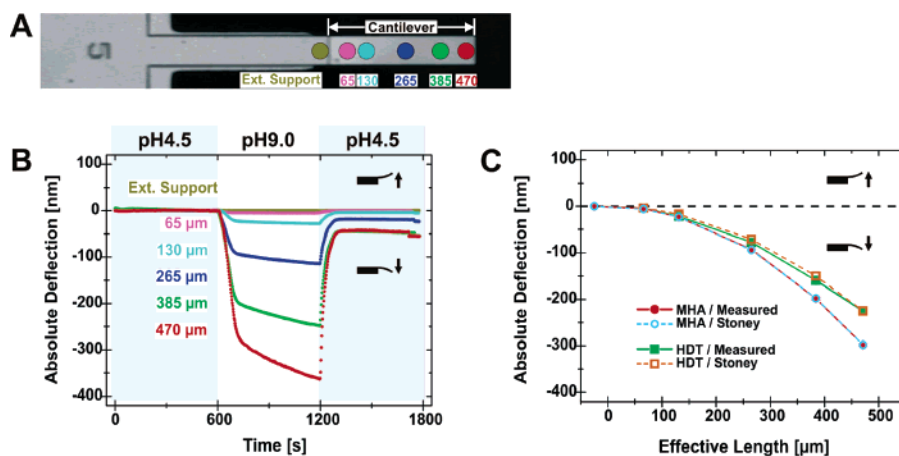 A
5
Cantilever
Ext. Support 65 130 265 385 470
B
pH4.5 pH9.0 pH4.5
Absolute Deflection [nm]
100
0
-100
-200
-300
-400
Ext. Support
65 µm
130 µm
265 µm
385 µm
470 µm
0 600 1200 1800
Time [s]
C
Absolute Deflection [nm]
100
0
-100
-200
-300
-400
MHA / Measured
MHA / Stoney
HDT / Measured
HDT / Stoney
0 100 200 300 400 500
Effective Length [µm]